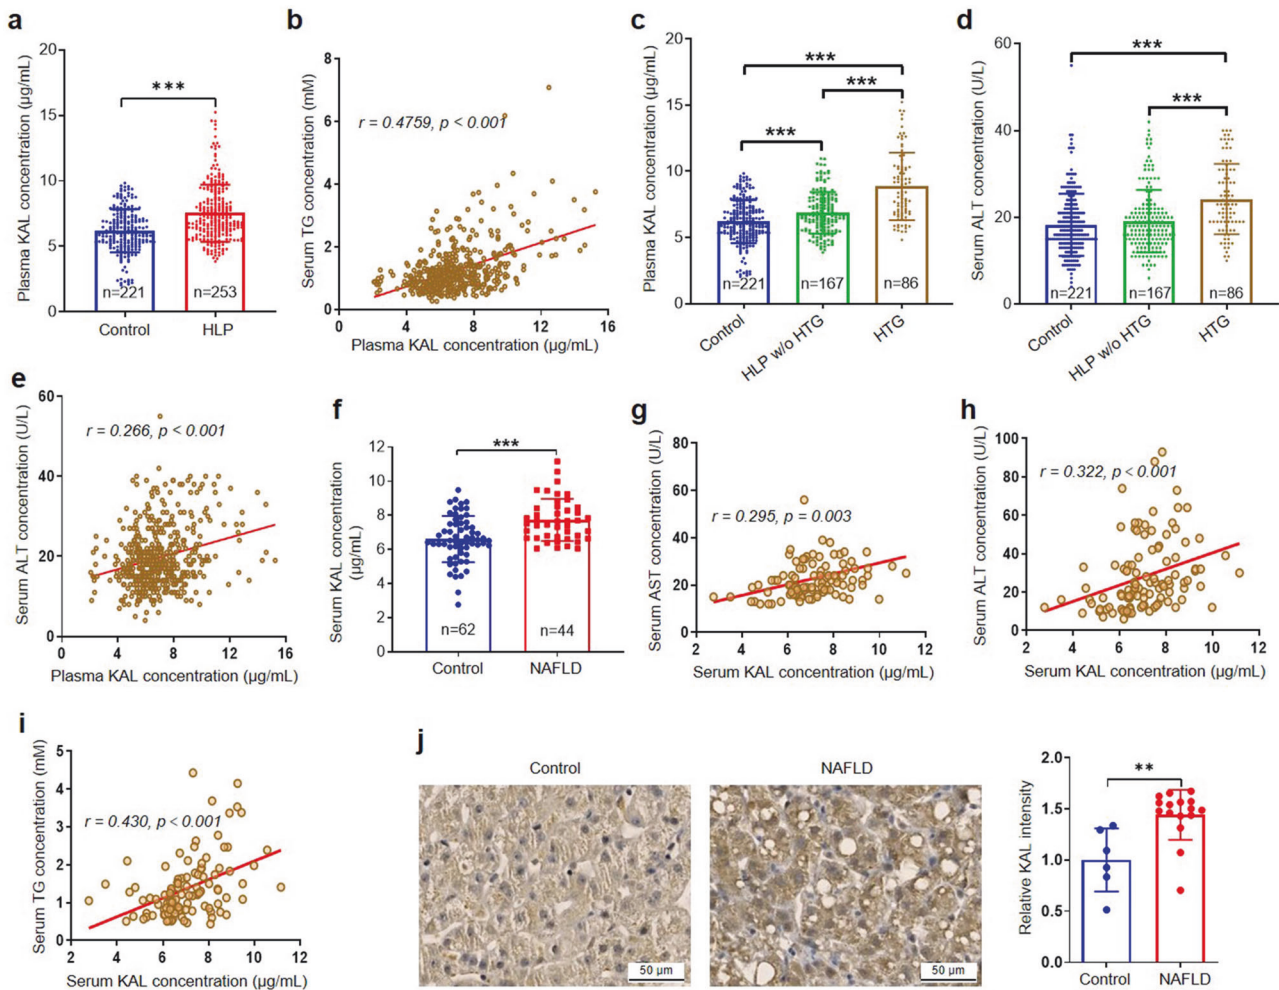 a
Plasma KAL concentration (µg/mL)
20
15
10
5
0
***
n=221
n=253
Control
HLP
b
Serum TG concentration (mM)
8
6
4
2
0
r = 0.4759, p < 0.001
0
4
8
12
16
Plasma KAL concentration (µg/mL)
c
Plasma KAL concentration (µg/mL)
20
15
10
5
0
***
***
***
n=221
n=167
n=86
Control
HLP w/o HTG
HTG
d
Serum ALT concentration (U/L)
60
40
20
0
***
***
n=221
n=167
n=86
Control
HLP w/o HTG
HTG
e
Serum ALT concentration (U/L)
60
40
20
0
r = 0.266, p < 0.001
0
4
8
12
16
Plasma KAL concentration (µg/mL)
f
Serum KAL concentration
(µg/mL)
12
10
8
6
4
2
0
***
n=62
n=44
Control
NAFLD
g
Serum AST concentration (U/L)
80
60
40
20
0
r = 0.295, p = 0.003
2
4
6
8
10
12
Serum KAL concentration (µg/mL)
h
Serum ALT concentration (U/L)
100
80
60
40
20
0
r = 0.322, p < 0.001
2
4
6
8
10
12
Serum KAL concentration (µg/mL)
i
Serum TG concentration (mM)
5
4
3
2
1
0
r = 0.430, p < 0.001
2
4
6
8
10
12
Serum KAL concentration (µg/mL)
j
Control
NAFLD
50 µm
50 µm
Relative KAL intensity
2.0
1.5
1.0
0.5
0.0
**
Control
NAFLD